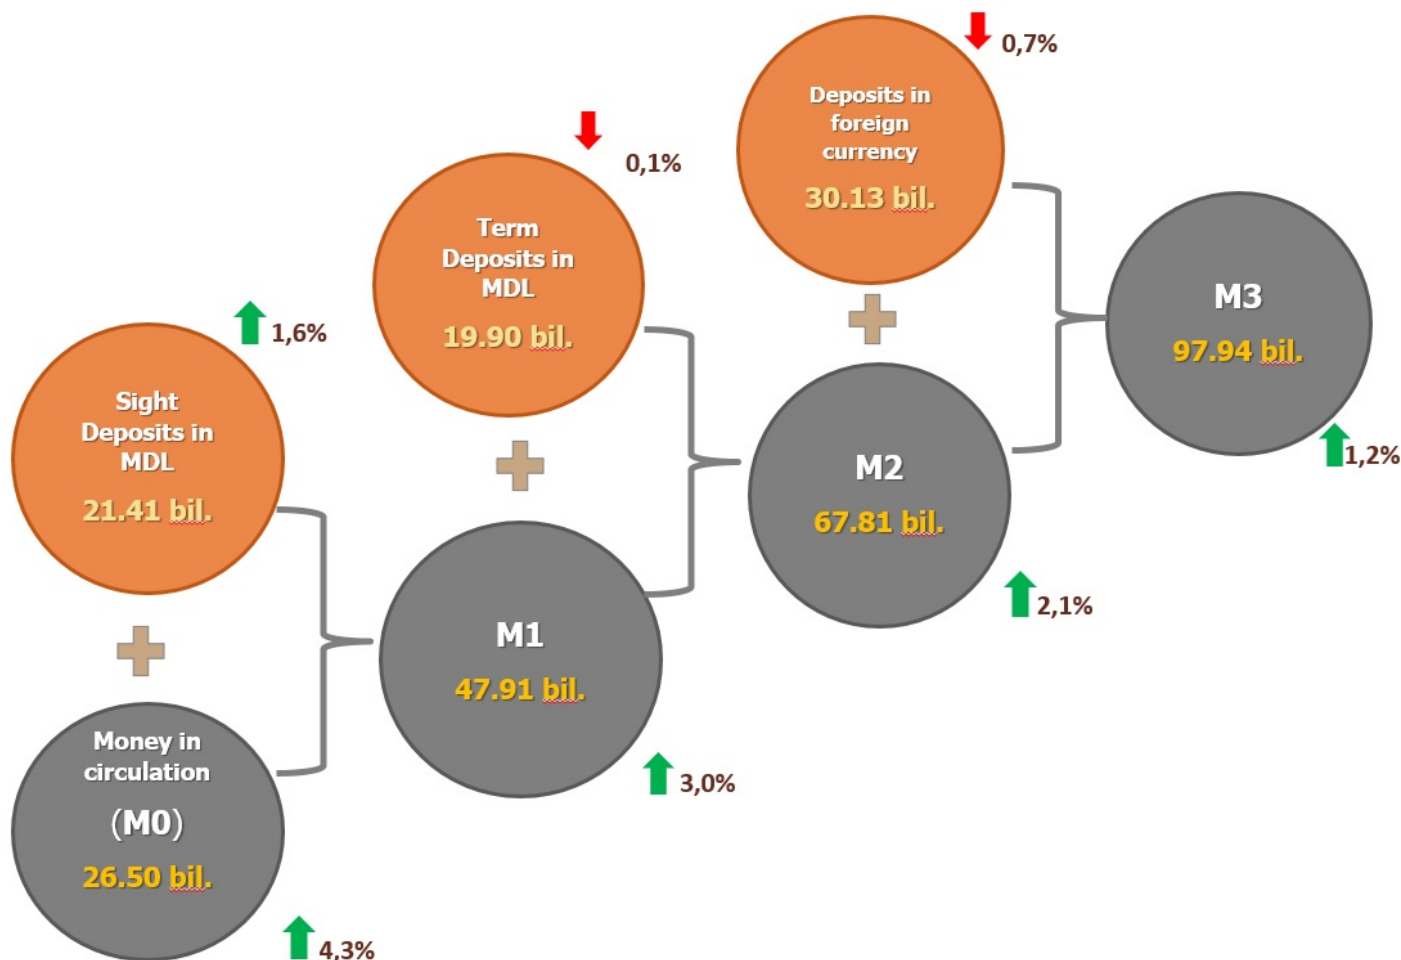 0,7%
Deposits in
foreign
currency
30.13 bil.
0,1%
Term
Deposits in
MDL
19.90 bil.
M3
97.94 bil.
1,2%
1,6%
Sight
Deposits in
MDL
21.41 bil.
M2
67.81 bil.
2,1%
M1
47.91 bil.
3,0%
Money in
circulation
(M0)
26.50 bil.
4,3%